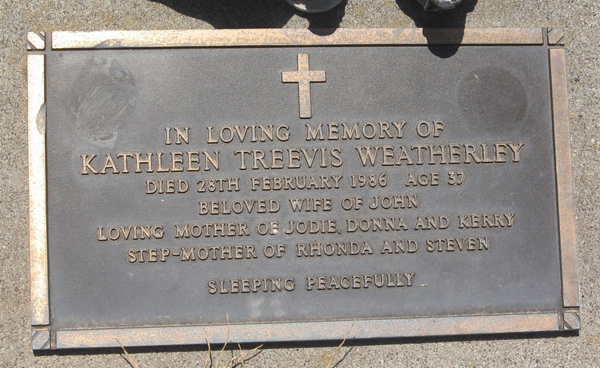 IN LOVING MEMORY OF
KATHLEEN TREEVIS WEATHERLEY
DIED 28TH FEBRUARY 1986 AGE 37
BELOVED WIFE OF JOHN
LOVING MOTHER OF JODIE, DONNA AND KERRY
STEP-MOTHER OF RHONDA AND STEVEN
SLEEPING PEACEFULLY